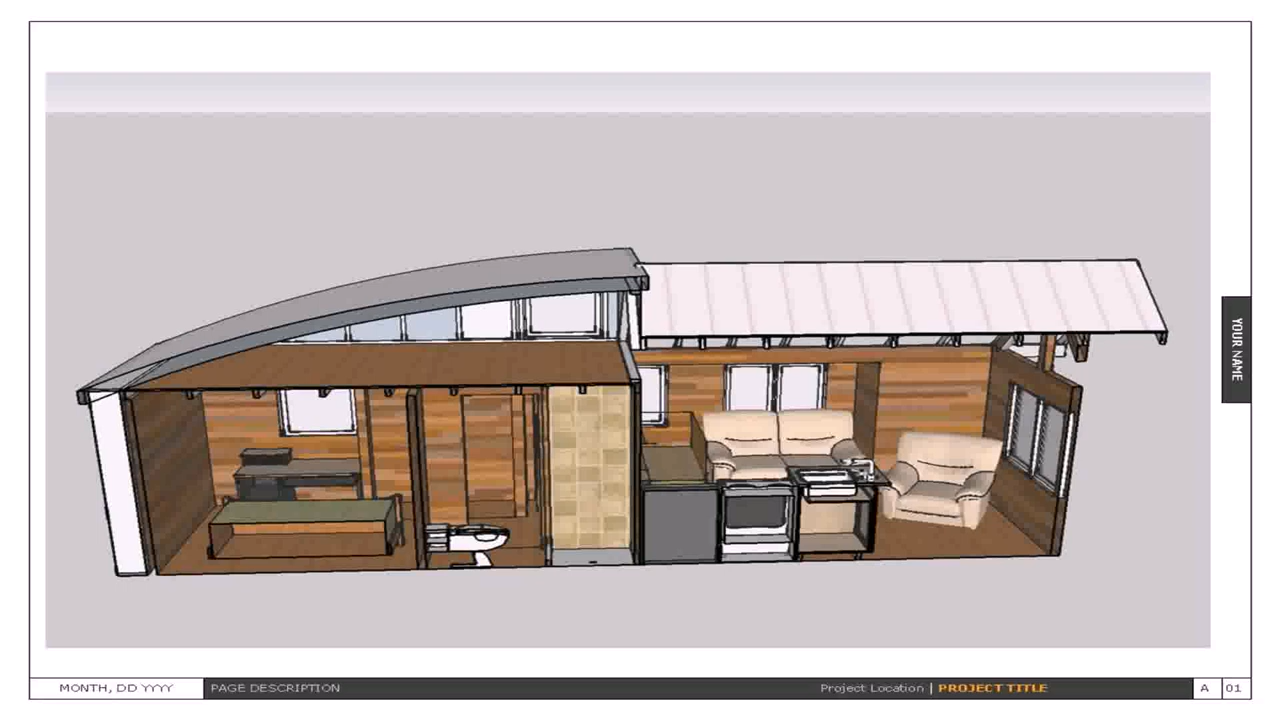 YOUR NAME
MONTH, DD YYYY
PAGE DESCRIPTION
Project Location | PROJECT TITLE
A 01